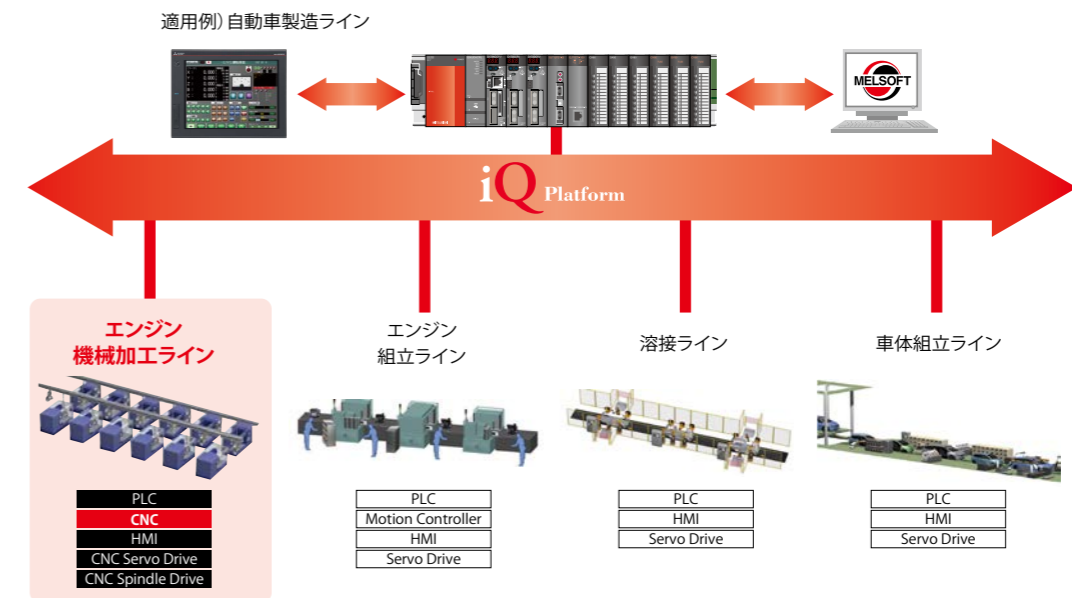 適用例）自動車製造ライン
MELSOFT
iQ Platform
エンジン
機械加工ライン
PLC
CNC
HMI
CNC Servo Drive
CNC Spindle Drive
エンジン
組立ライン
PLC
Motion Controller
HMI
Servo Drive
溶接ライン
PLC
HMI
Servo Drive
車体組立ライン
PLC
HMI
Servo Drive